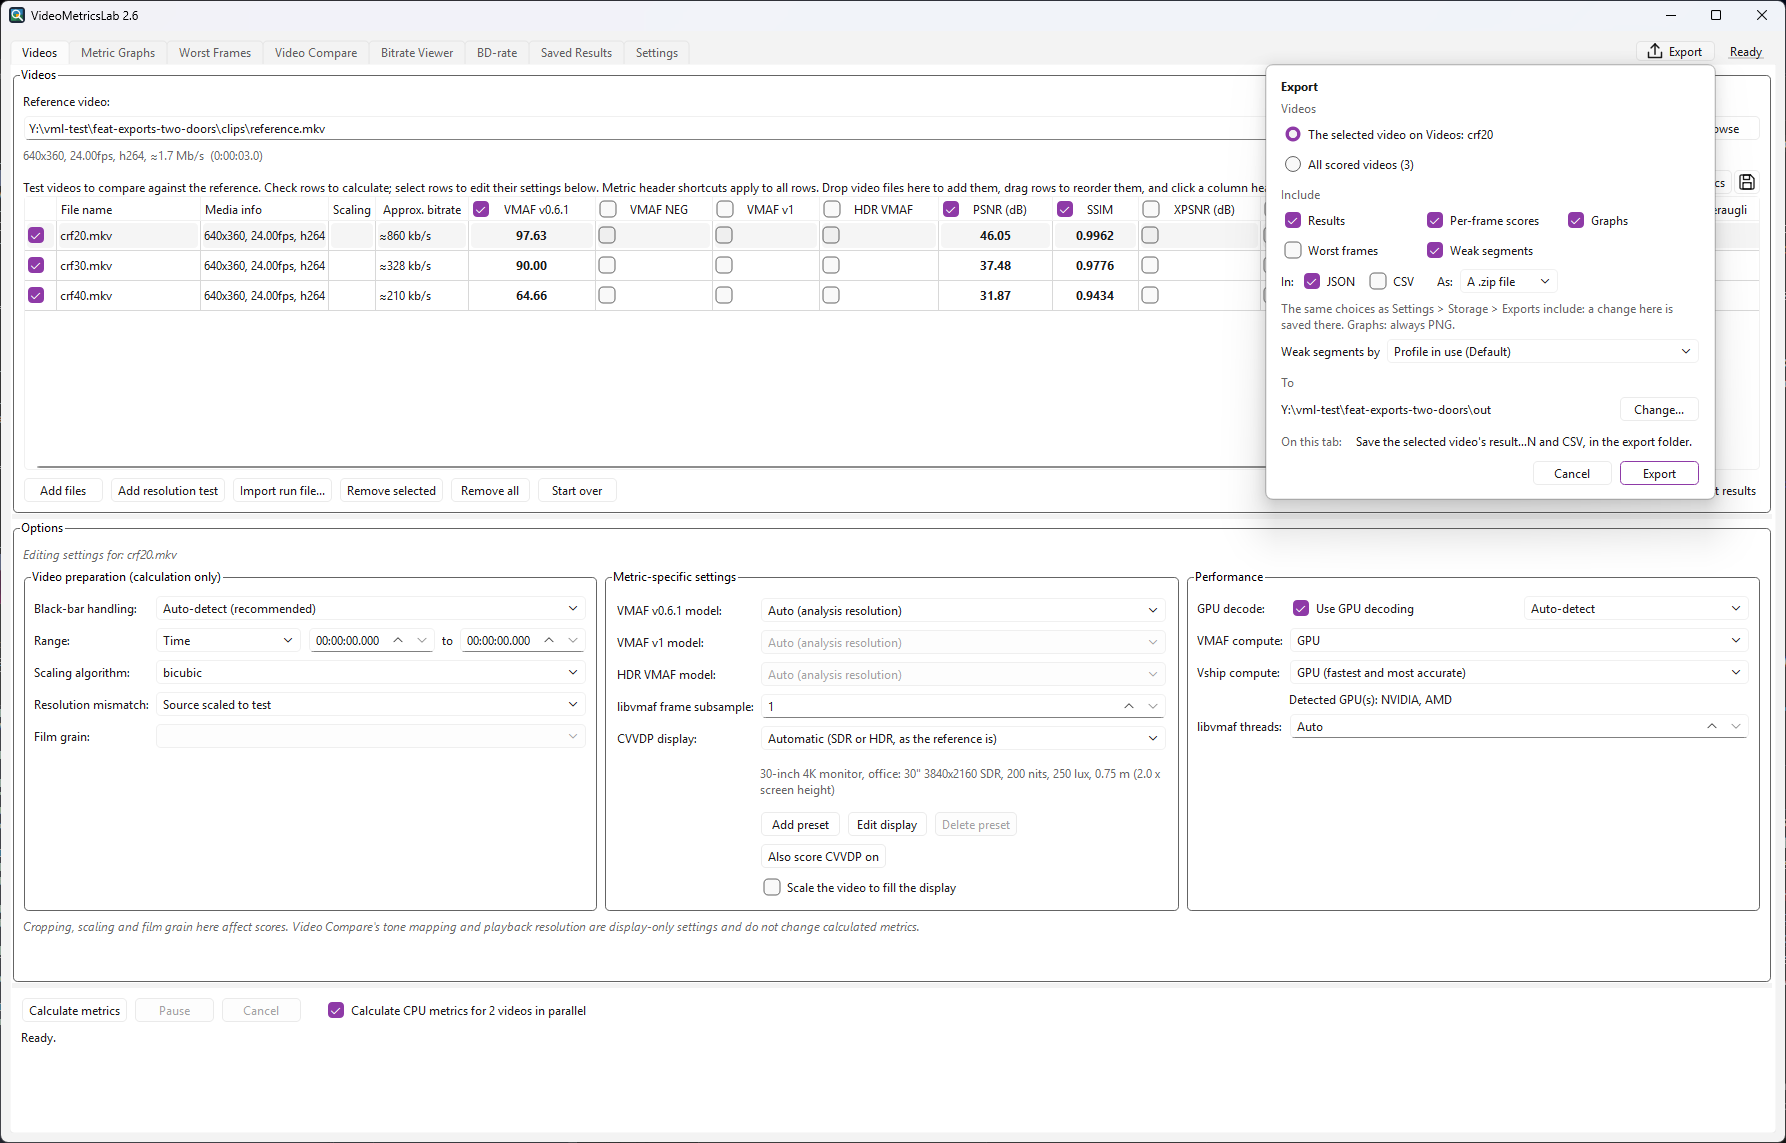 VideoMetricsLab 2.6
Videos
Metric Graphs
Worst Frames
Video Compare
Bitrate Viewer
BD-rate
Saved Results
Settings
Export
Ready
Videos
Reference video:
Y:\vml-test\feat-exports-two-doors\clips\reference.mkv
640x360, 24.00fps, h264, ≈1.7 Mb/s (0:00:03.0)
Test videos to compare against the reference. Check rows to calculate; select rows to edit their settings below. Metric header shortcuts apply to all rows. Drop video files here to add them, drag rows to reorder them, and click a column hea
File name Media info Scaling Approx. bitrate VMAF v0.6.1 VMAF NEG VMAF v1 HDR VMAF PSNR (dB) SSIM XPSNR (dB)
crf20.mkv 640x360, 24.00fps, h264 ≈860 kb/s 97.63 46.05 0.9962
crf30.mkv 640x360, 24.00fps, h264 ≈328 kb/s 90.00 37.48 0.9776
crf40.mkv 640x360, 24.00fps, h264 ≈210 kb/s 64.66 31.87 0.9434
Add files
Add resolution test
Import run file...
Remove selected
Remove all
Start over
t results
owse
cs
eraugli
Export
Videos
The selected video on Videos: crf20
All scored videos (3)
Include
Results
Per-frame scores
Graphs
Worst frames
Weak segments
In: JSON CSV As: A .zip file
The same choices as Settings > Storage > Exports include: a change here is
saved there. Graphs: always PNG.
Weak segments by Profile in use (Default)
To
Y:\vml-test\feat-exports-two-doors\out
Change...
On this tab: Save the selected video's result...N and CSV, in the export folder.
Cancel
Export
Options
Editing settings for: crf20.mkv
Video preparation (calculation only)
Black-bar handling: Auto-detect (recommended)
Range: Time 00:00:00.000 to 00:00:00.000
Scaling algorithm: bicubic
Resolution mismatch: Source scaled to test
Film grain:
Metric-specific settings
VMAF v0.6.1 model: Auto (analysis resolution)
VMAF v1 model: Auto (analysis resolution)
HDR VMAF model: Auto (analysis resolution)
libvmaf frame subsample: 1
CVVDP display: Automatic (SDR or HDR, as the reference is)
30-inch 4K monitor, office: 30" 3840x2160 SDR, 200 nits, 250 lux, 0.75 m (2.0 x
screen height)
Add preset
Edit display
Delete preset
Also score CVVDP on
Scale the video to fill the display
Performance
GPU decode: Use GPU decoding Auto-detect
VMAF compute: GPU
Vship compute: GPU (fastest and most accurate)
Detected GPU(s): NVIDIA, AMD
libvmaf threads: Auto
Cropping, scaling and film grain here affect scores. Video Compare's tone mapping and playback resolution are display-only settings and do not change calculated metrics.
Calculate metrics
Pause
Cancel
Calculate CPU metrics for 2 videos in parallel
Ready.